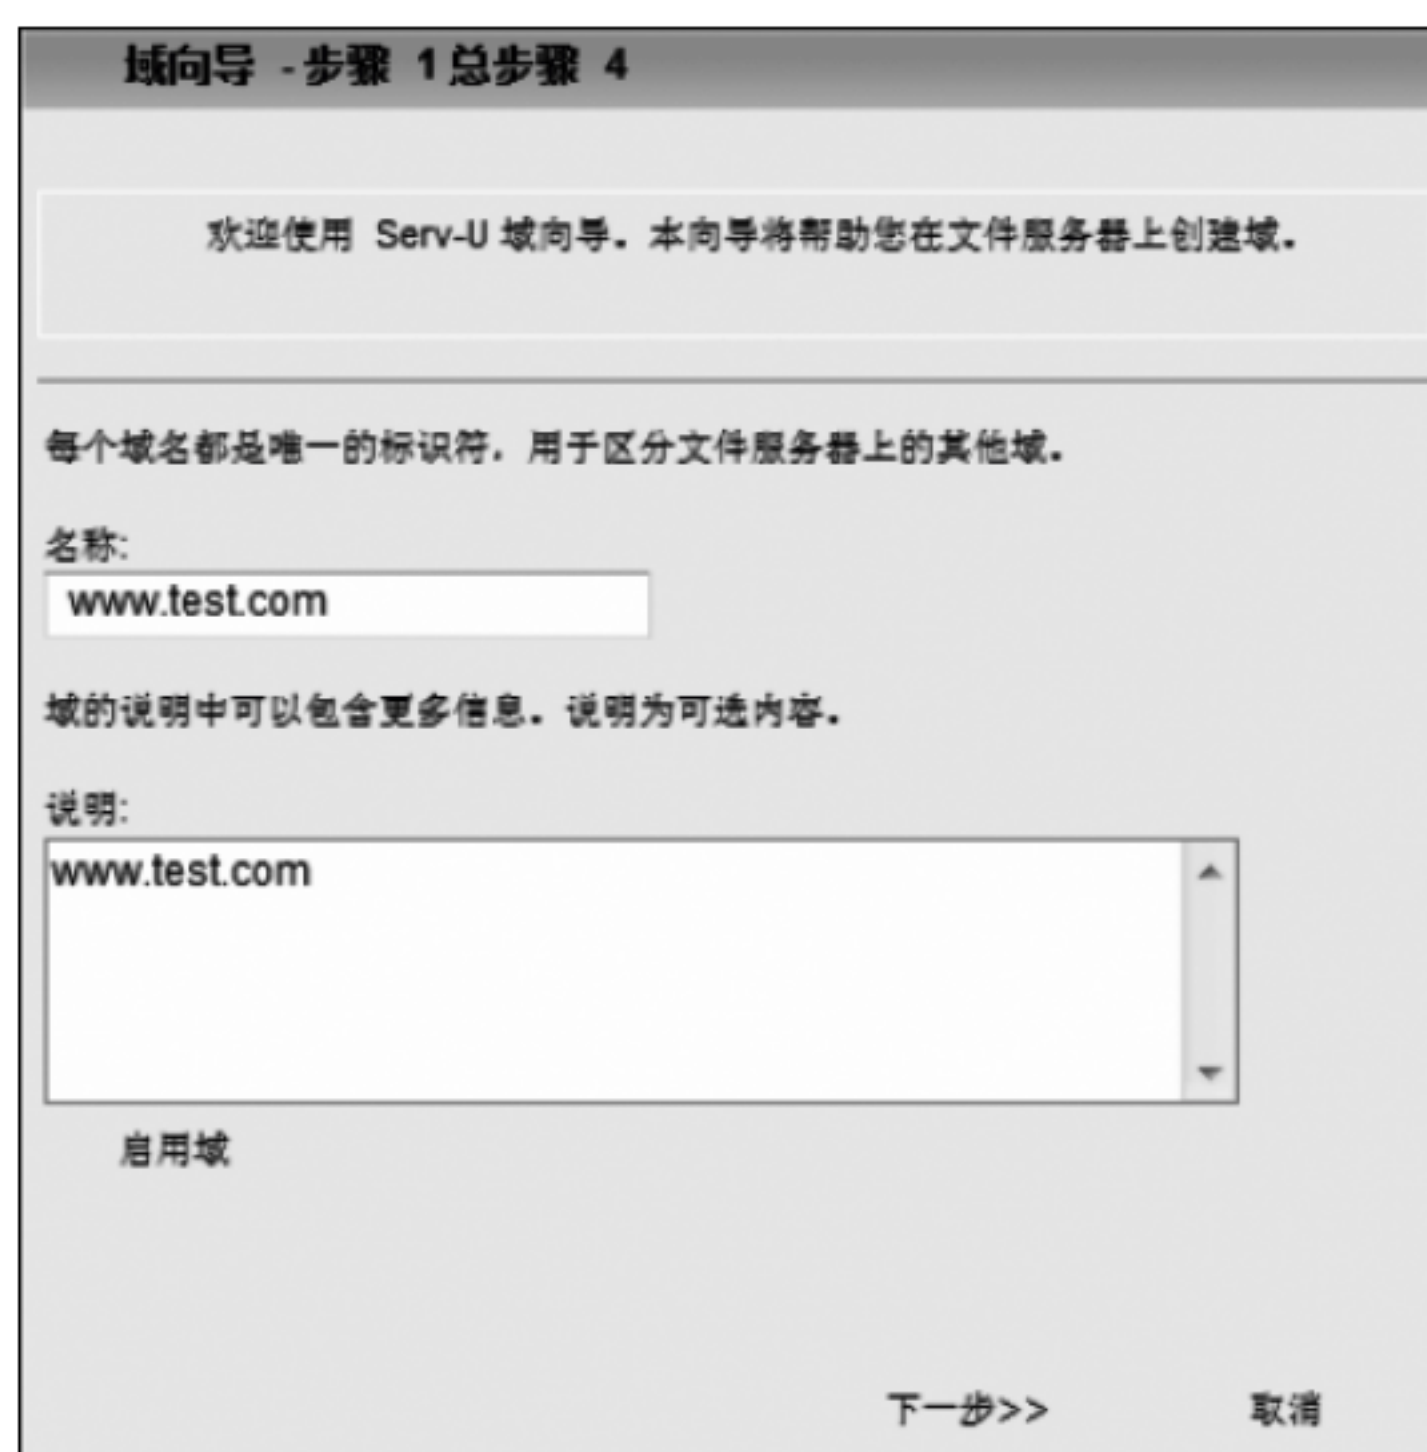 域向导 - 步骤 1总步骤 4
欢迎使用 Serv-U 域向导。本向导将帮助您在文件服务器上创建域。
每个域名都是唯一的标识符，用于区分文件服务器上的其他域。
名称:
www.test.com
域的说明中可以包含更多信息。说明为可选内容。
说明:
www.test.com
启用域
下一步>> 取消